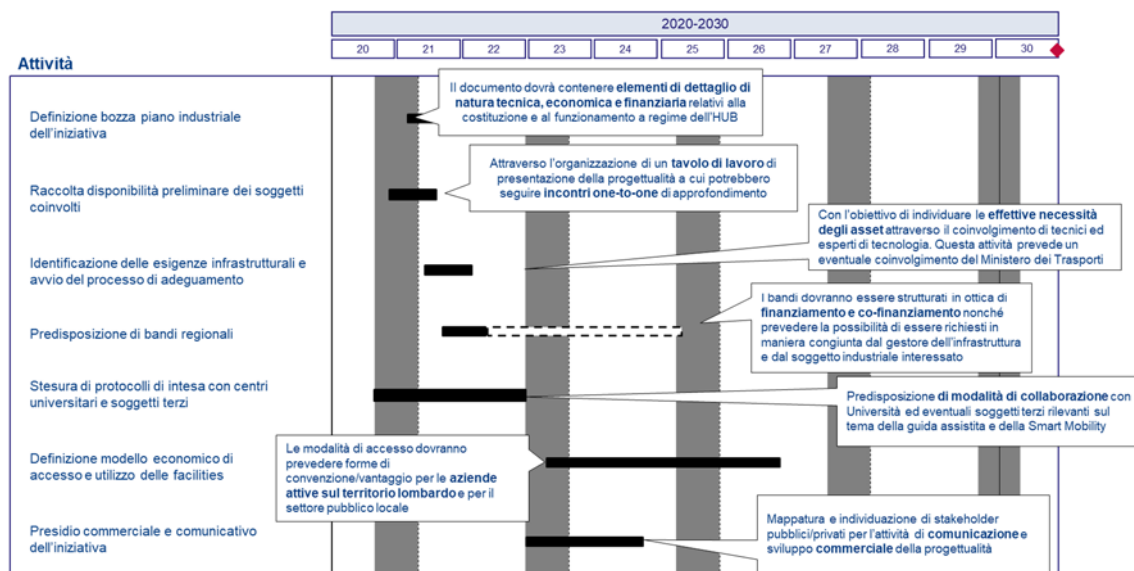 2020-2030
20 21 22 23 24 25 26 27 28 29 30
Attività
Definizione bozza piano industriale
dell'iniziativa
Il documento dovrà contenere elementi di dettaglio di
natura tecnica, economica e finanziaria relativi alla
costituzione e al funzionamento a regime dell'HUB
Raccolta disponibilità preliminare dei soggetti
coinvolti
Attraverso l'organizzazione di un tavolo di lavoro di
presentazione della progettualità a cui potrebbero
seguire incontri one-to-one di approfondimento
Identificazione delle esigenze infrastrutturali e
avvio del processo di adeguamento
Con l'obiettivo di individuare le effettive necessità
degli asset attraverso il coinvolgimento di tecnici ed
esperti di tecnologia. Questa attività prevede un
eventuale coinvolgimento del Ministero dei Trasporti
Predisposizione di bandi regionali
I bandi dovranno essere strutturati in ottica di
finanziamento e co-finanziamento nonché
prevedere la possibilità di essere richiesti in
maniera congiunta dal gestore dell'infrastruttura
e dal soggetto industriale interessato
Stesura di protocolli di intesa con centri
universitari e soggetti terzi
Predisposizione di modalità di collaborazione con
Università ed eventuali soggetti terzi rilevanti sul
tema della guida assistita e della Smart Mobility
Definizione modello economico di
accesso e utilizzo delle facilities
Le modalità di accesso dovranno
prevedere forme di
convenzione/vantaggio per le
aziende
attive sul territorio lombardo e per il
settore pubblico locale
Presidio commerciale e comunicativo
dell'iniziativa
Mappatura e individuazione di stakeholder
pubblici/privati per l'attività di comunicazione e
sviluppo commerciale della progettualità